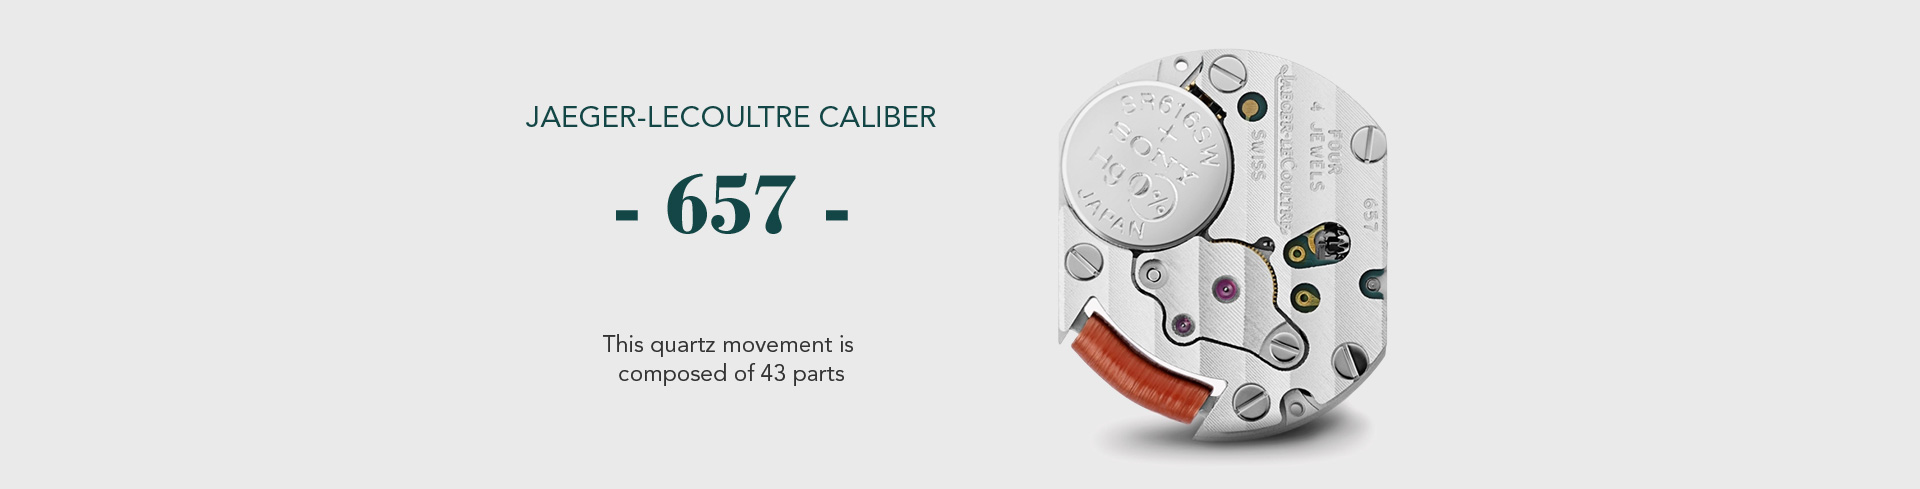 JAEGER-LECOULTRE CALIBER
- 657 -
This quartz movement is
composed of 43 parts
SR616SW
+
SONY
Hg 0%
JAPAN
JAEGER-LECOULTRE
SWISS
4
FOUR
JEWELS
657